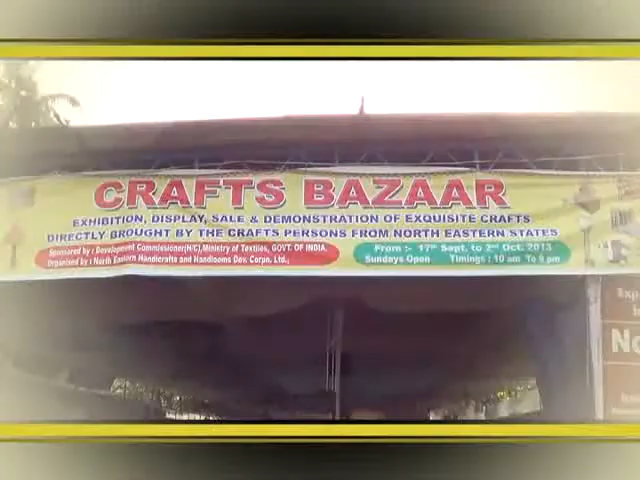 CRAFTS BAZAAR
EXHIBITION, DISPLAY, SALE & DEMONSTRATION OF EXQUISITE CRAFTS
DIRECTLY BROUGHT BY THE CRAFTS PERSONS FROM NORTH EASTERN STATES
Sponsored by : Development Commissioner(H/C),Ministry of Textiles, GOVT. OF INDIA.
Organised by : North Eastern Handicrafts and Handlooms Dev. Corpn. Ltd.,
From :- 17th Sept. to 2nd Oct. 2013
Sundays Open Timings : 10 am To 9 pm